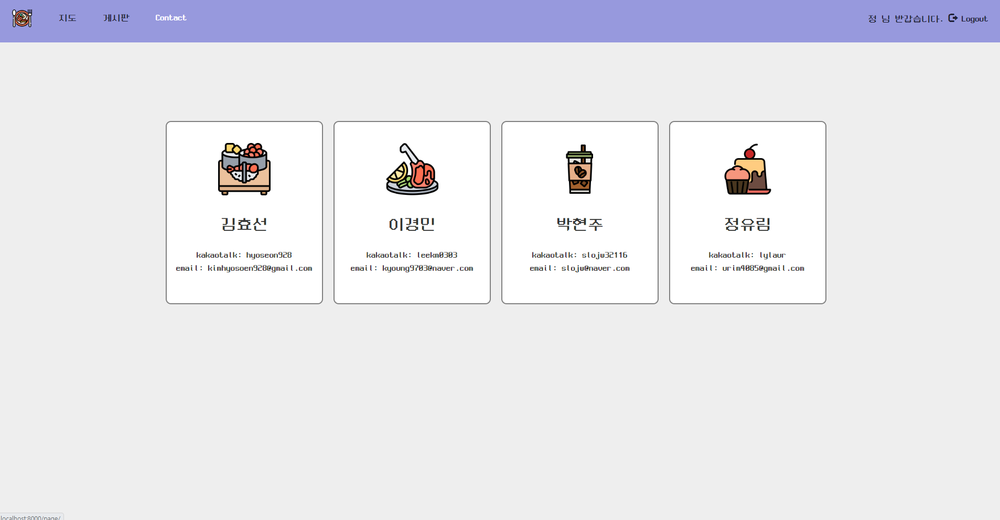 지도 게시판 Contact 정 님 반갑습니다. Logout
김효선
kakaotalk: hyoseon928
email: kimhyosoen928@gmail.com
이경민
kakaotalk: leekm0303
email: kyoung9703@naver.com
박현주
kakaotalk: slojw32116
email: slojw@naver.com
정유림
kakaotalk: lylaur
email: urim4085@gmail.com
localhost:8000/page/